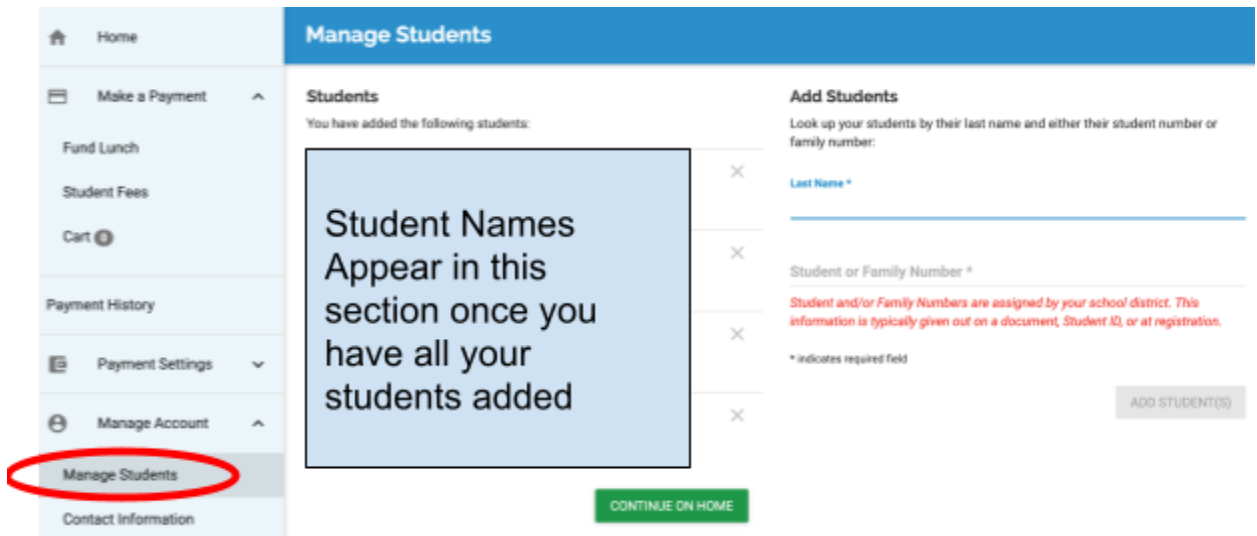 Home
Make a Payment
Fund Lunch
Student Fees
Cart 0
Payment History
Payment Settings
Manage Account
Manage Students
Contact Information
Manage Students
Students
You have added the following students:
Student Names
Appear in this
section once you
have all your
students added
CONTINUE ON HOME
Add Students
Look up your students by their last name and either their student number or
family number:
Last Name *
Student or Family Number *
Student and/or Family Numbers are assigned by your school district. This
information is typically given out on a document, Student ID, or at registration.
* indicates required field
ADD STUDENT(S)